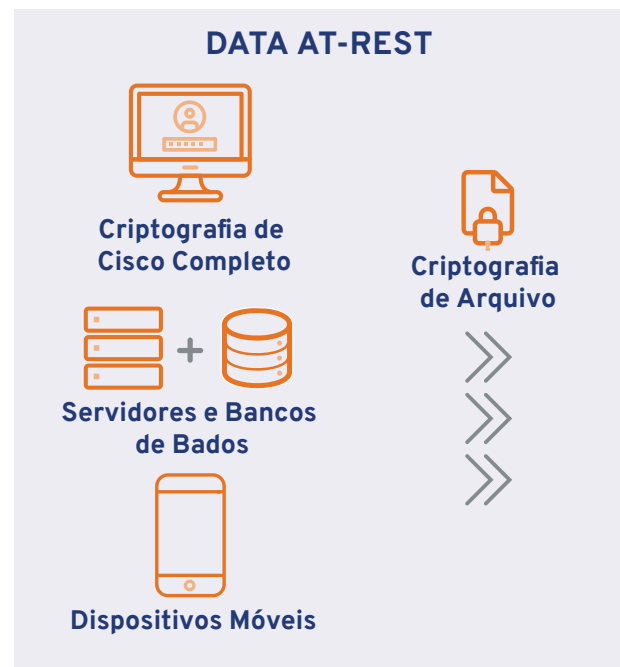 DATA AT-REST
Criptografia de
Cisco Completo
Servidores e Bancos
de Bados
Dispositivos Móveis
Criptografia
de Arquivo